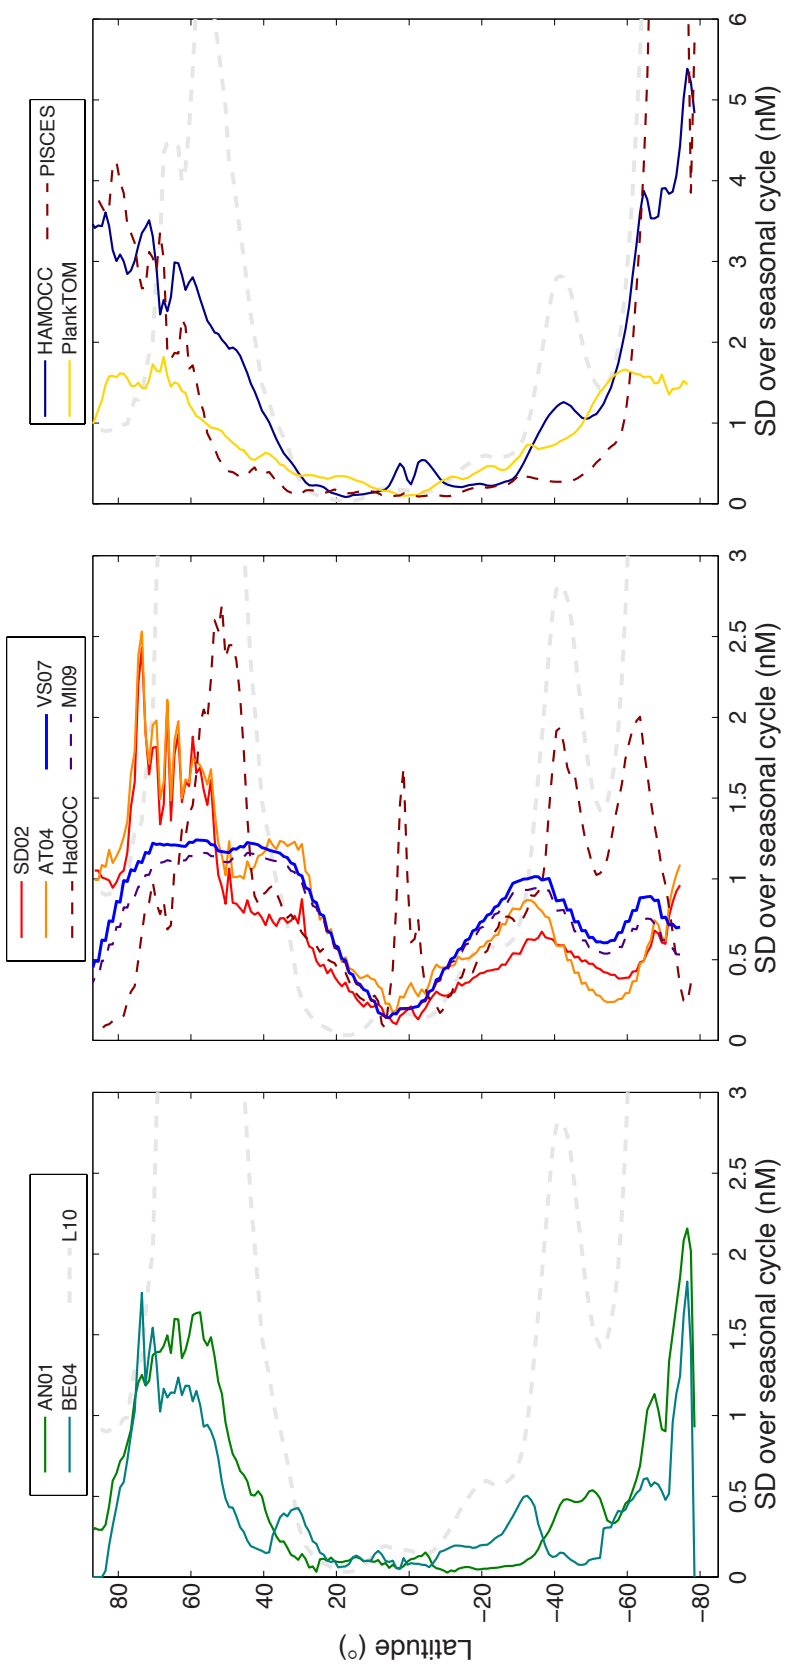 HAMOCC
PISCES
PlankTOM
0
1
2
3
4
5
6
SD over seasonal cycle (nM)
SD02
VS07
AT04
MI09
HadOCC
0
0.5
1
1.5
2
2.5
3
SD over seasonal cycle (nM)
AN01
L10
BE04
0
0.5
1
1.5
2
2.5
3
SD over seasonal cycle (nM)
80
60
40
20
0
−20
−40
−60
−80
Latitude (°)